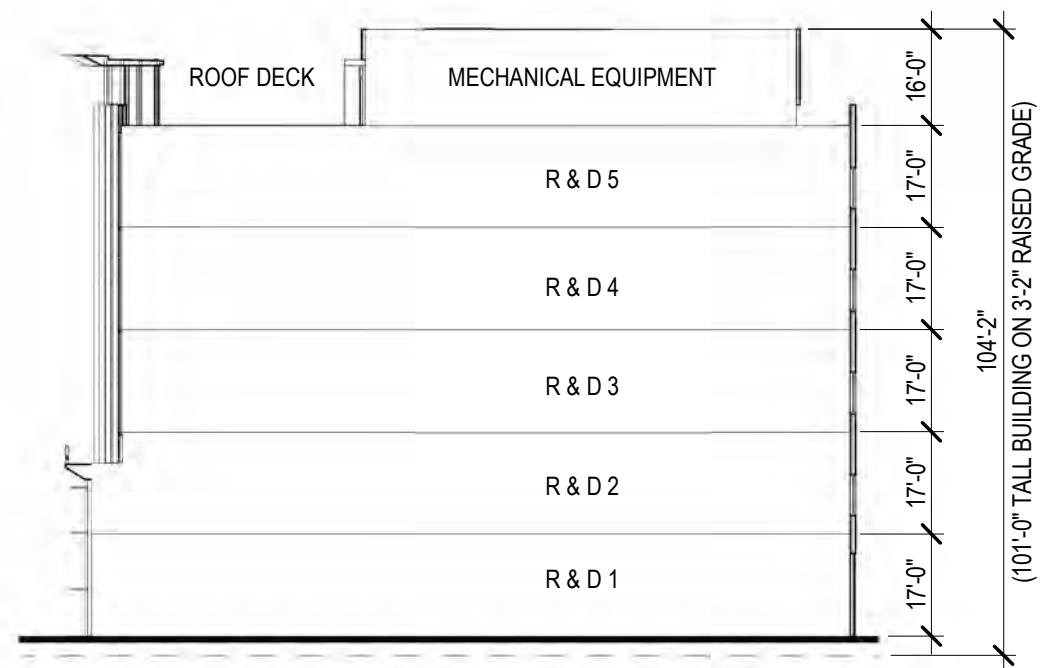 ROOF DECK
MECHANICAL EQUIPMENT
16'-0"
R & D 5
17'-0"
R & D 4
17'-0"
R & D 3
17'-0"
R & D 2
17'-0"
R & D 1
17'-0"
104'-2"
(101'-0" TALL BUILDING ON 3'-2" RAISED GRADE)